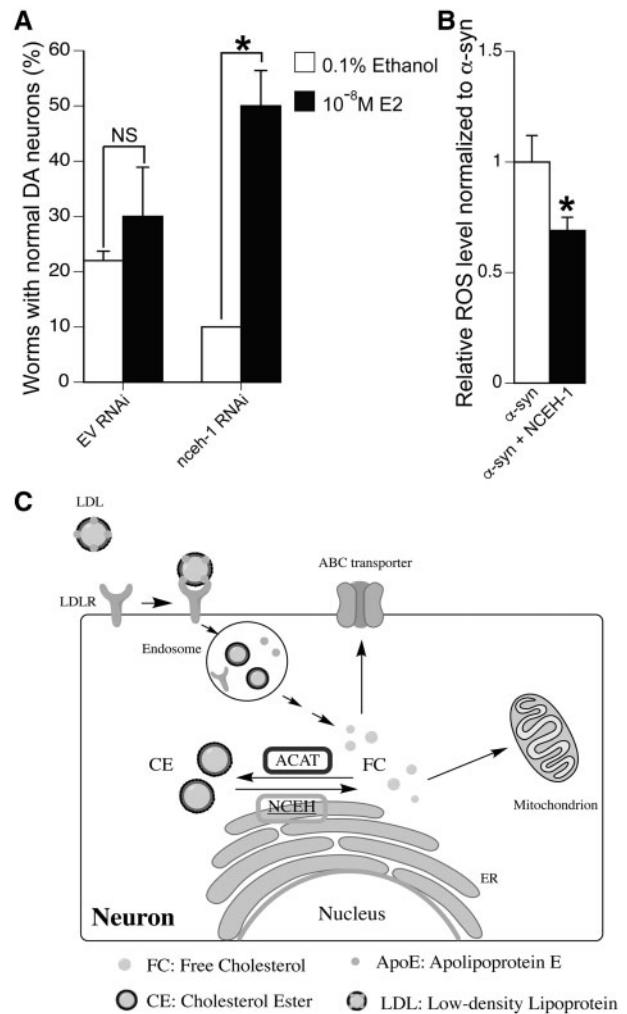 A
Worms with normal DA neurons (%)
60
50
40
30
20
10
0
NS
*
0.1% Ethanol
10⁻⁸M E2
EV RNAi
nceh-1 RNAi
B
Relative ROS level normalized to α-syn
1.5
1
0.5
0
*
α-syn
α-syn + NCEH-1
C
LDL
LDLR
ABC transporter
Endosome
CE
ACAT
FC
NCEH
Mitochondrion
ER
Neuron
Nucleus
FC: Free Cholesterol
ApoE: Apolipoprotein E
CE: Cholesterol Ester
LDL: Low-density Lipoprotein